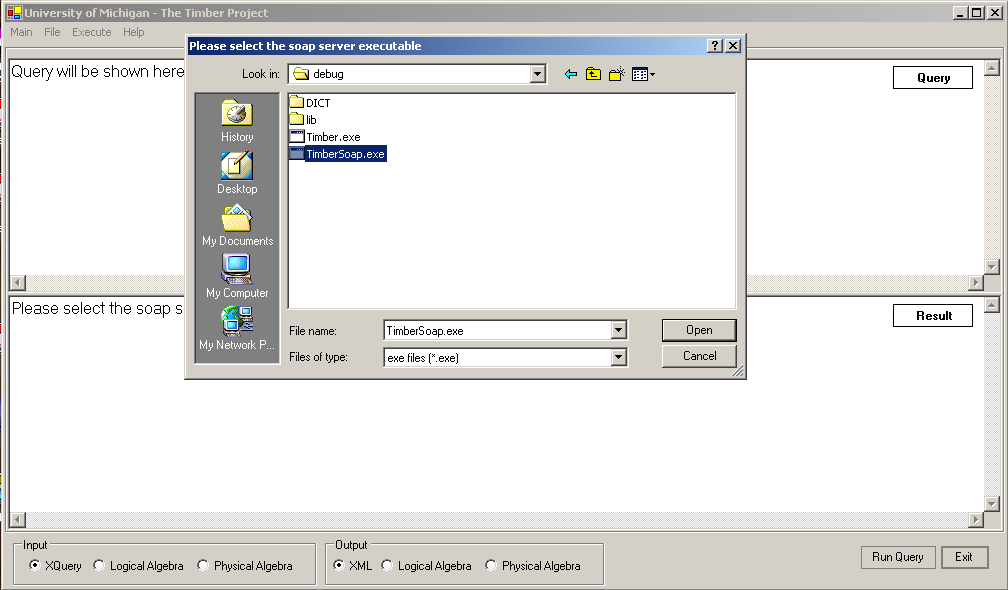 University of Michigan - The Timber Project
Main File Execute Help
Please select the soap server executable
Look in: debug
Query will be shown here
Query
History
Desktop
My Documents
My Computer
My Network P...
DICT
lib
Timber.exe
TimberSoap.exe
File name: TimberSoap.exe Open
Files of type: exe files (*.exe) Cancel
Please select the soap s
Result
Input
XQuery Logical Algebra Physical Algebra
Output
XML Logical Algebra Physical Algebra
Run Query Exit